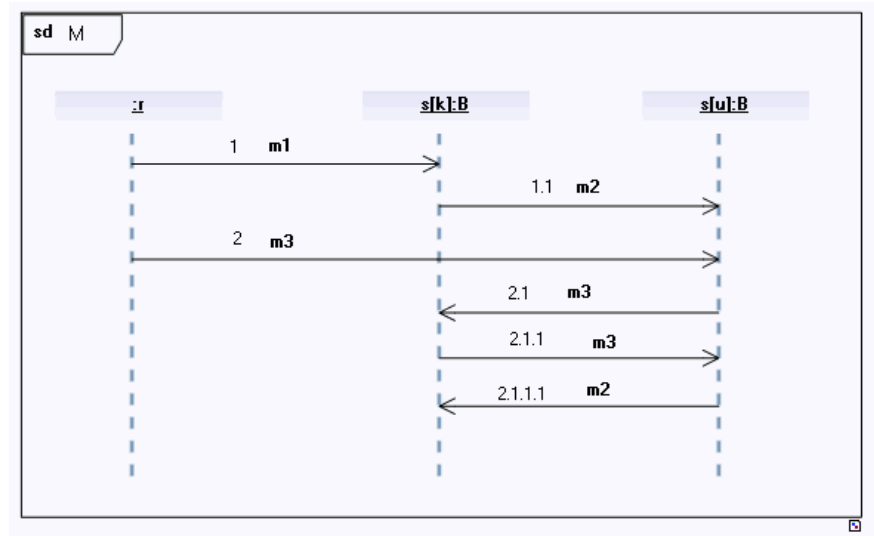 sd M
:r s[k]:B s[u]:B
1 m1
1.1 m2
2 m3
2.1 m3
2.1.1 m3
2.1.1.1 m2